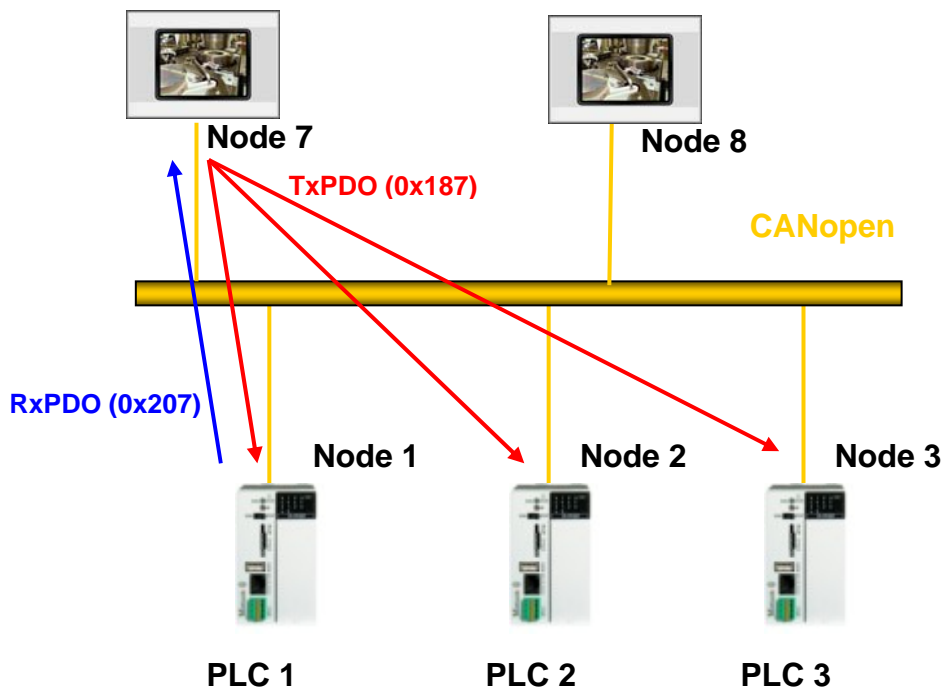 Node 7
Node 8
TxPDO (0x187)
CANopen
RxPDO (0x207)
Node 1
Node 2
Node 3
PLC 1
PLC 2
PLC 3